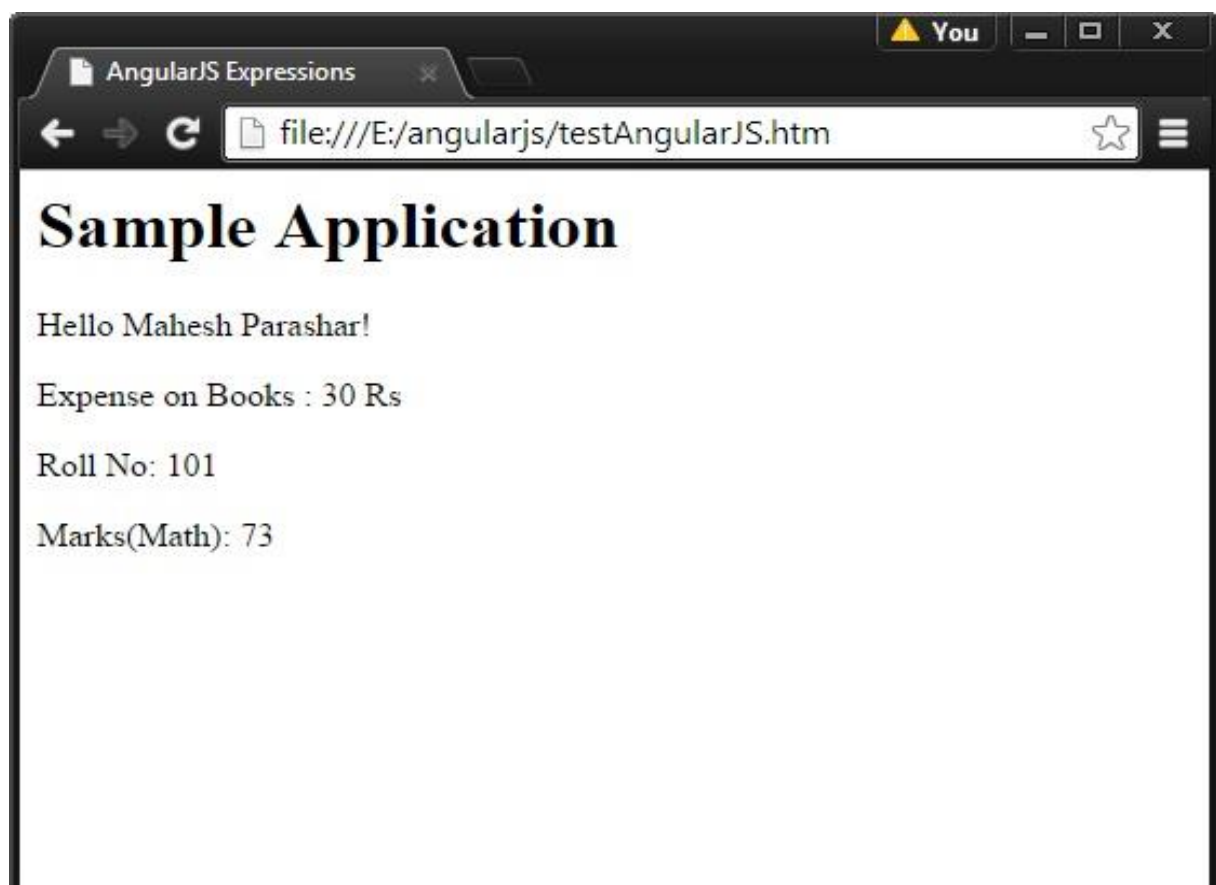 You
AngularJS Expressions
file:///E:/angularjs/testAngularJS.htm
Sample Application
Hello Mahesh Parashar!
Expense on Books : 30 Rs
Roll No: 101
Marks(Math): 73